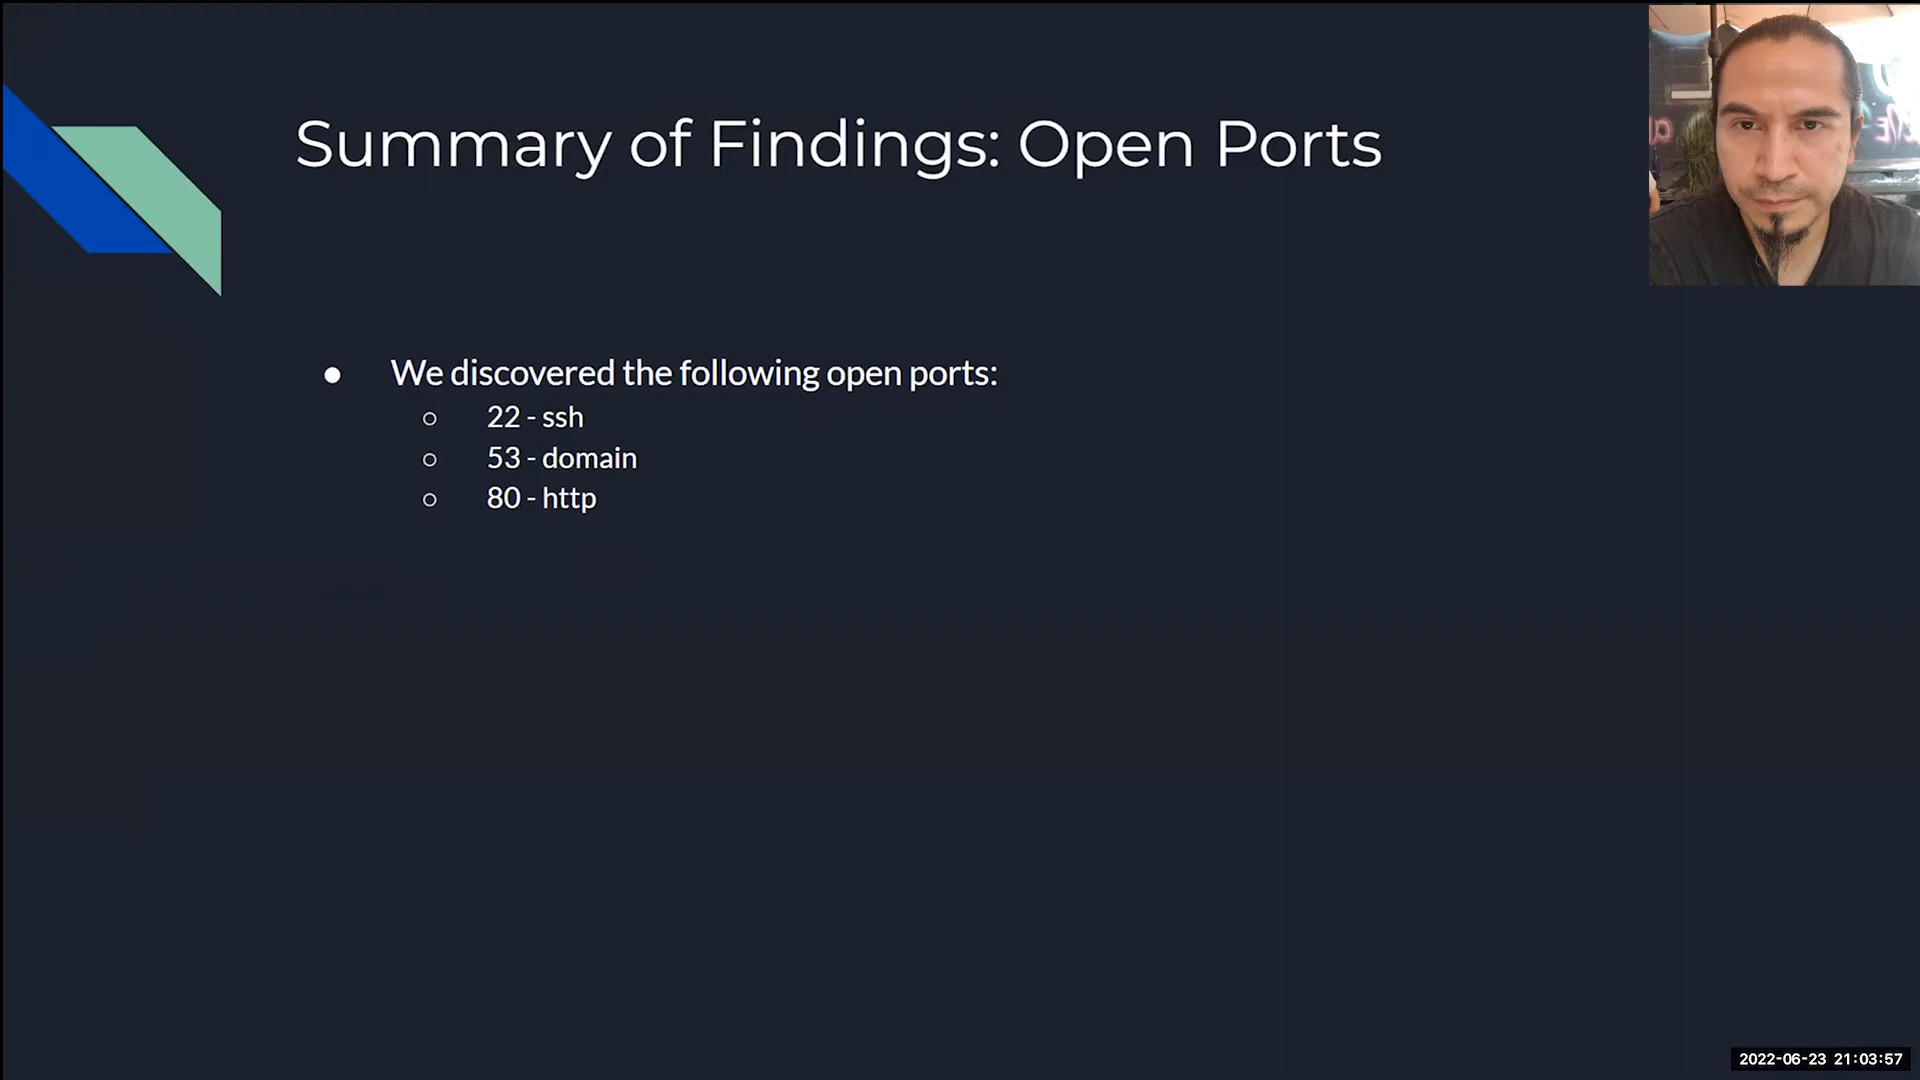 Summary of Findings: Open Ports
We discovered the following open ports:
22 - ssh
53 - domain
80 - http
2022-06-23 21:03:57